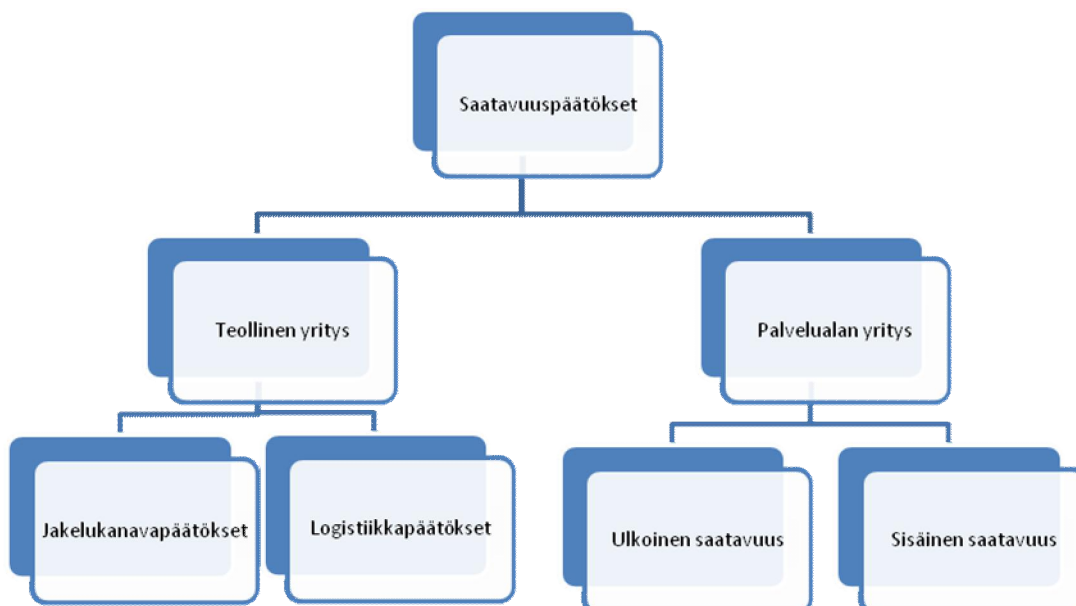 Saatavuuspäätökset
Teollinen yritys
Palvelualan yritys
Jakelukanavapäätökset
Logistiikkapäätökset
Ulkoinen saatavuus
Sisäinen saatavuus